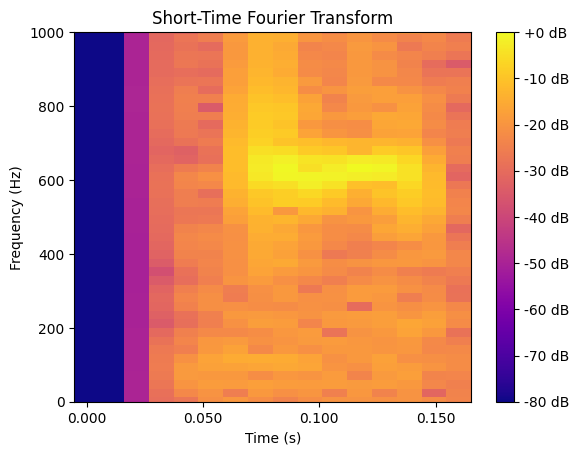 Short-Time Fourier Transform
Frequency (Hz)
1000
800
600
400
200
0
0.000
0.050
0.100
0.150
Time (s)
+0 dB
-10 dB
-20 dB
-30 dB
-40 dB
-50 dB
-60 dB
-70 dB
-80 dB